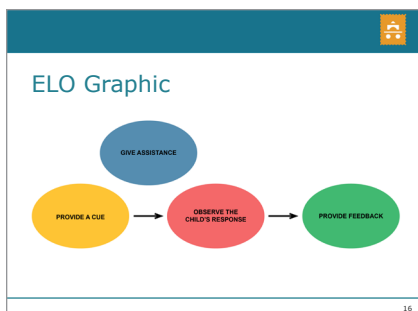 ELO Graphic
GIVE ASSISTANCE
PROVIDE A CUE
OBSERVE THE
CHILD'S RESPONSE
PROVIDE FEEDBACK
16